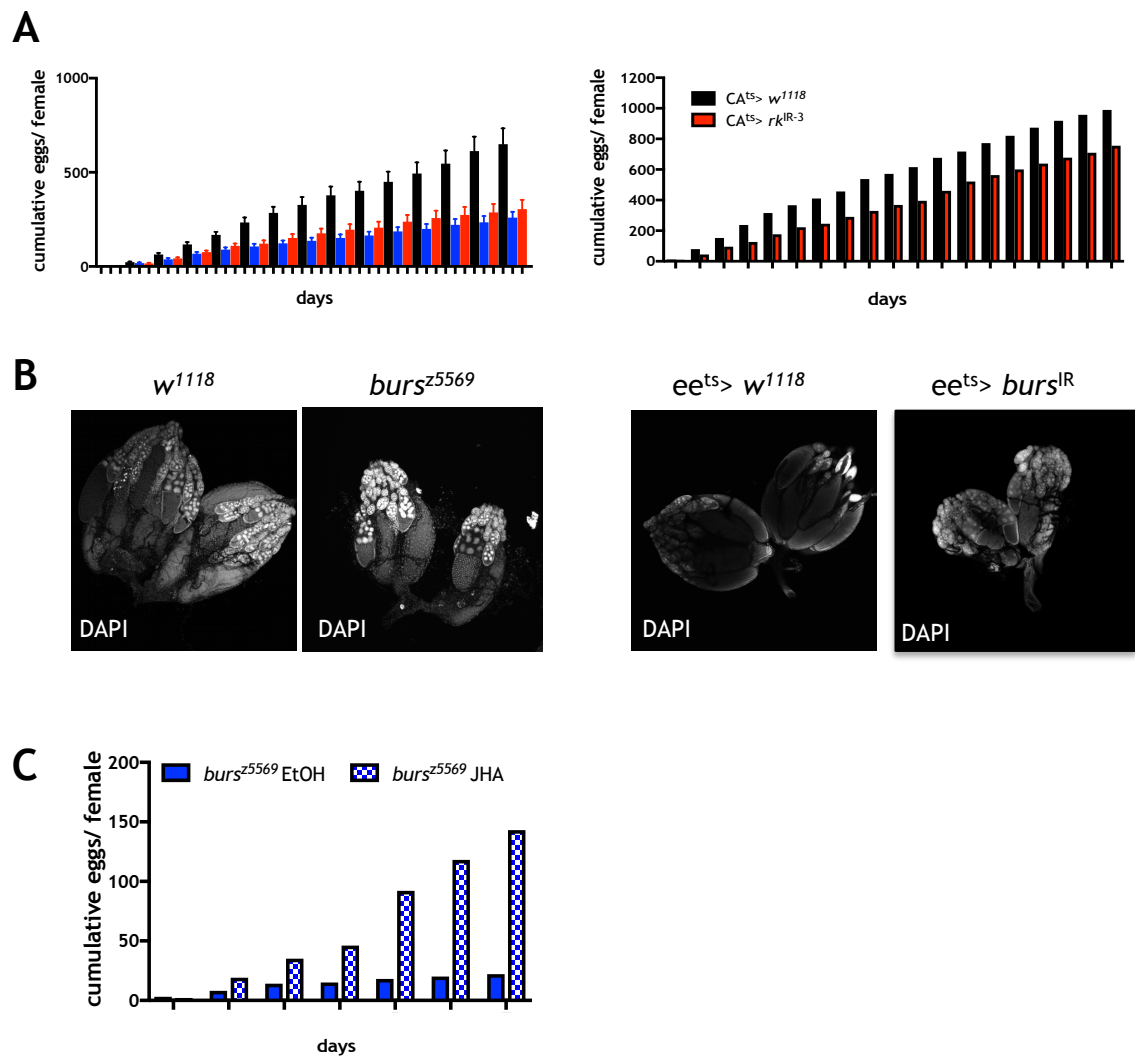 A
cumulative eggs/ female
1000
500
0
days
cumulative eggs/ female
1200
1000
800
600
400
200
0
CAᵗˢ> w¹¹¹⁸
CAᵗˢ> rkᴵᴿ⁻³
days
B
w¹¹¹⁸
bursᶻ⁵⁵⁶⁹
eeᵗˢ> w¹¹¹⁸
eeᵗˢ> bursᴵᴿ
DAPI
DAPI
DAPI
DAPI
C
cumulative eggs/ female
200
150
100
50
0
bursᶻ⁵⁵⁶⁹ EtOH
bursᶻ⁵⁵⁶⁹ JHA
days